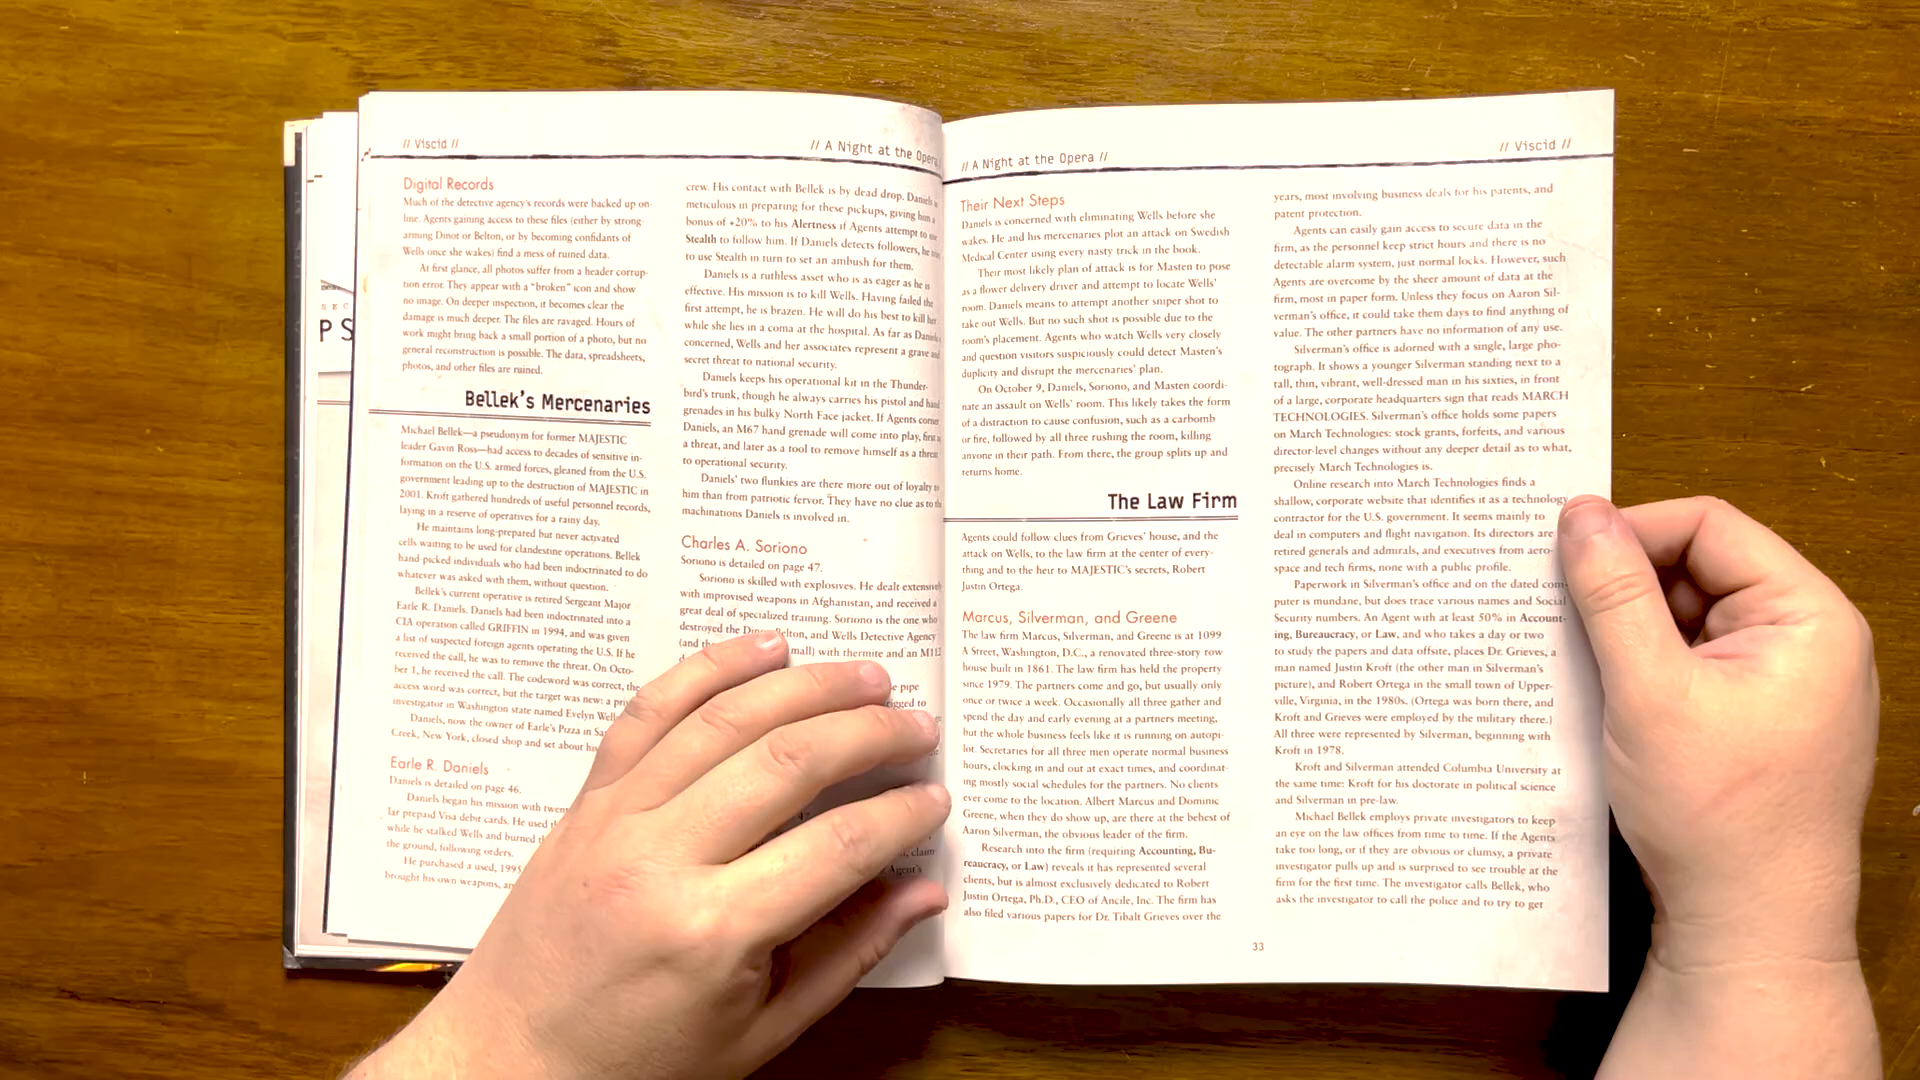 // Viscid //
// A Night at the Opera
Digital Records
Much of the detective agency's records were backed up on-
line. Agents gaining access to these files (either by strong-
arming Dinot or Belton, or by becoming confidants of
Wells once she wakes) find a mess of ruined data.
At first glance, all photos suffer from a header corrup-
tion error. They appear with a "broken" icon and show
no image. On deeper inspection, it becomes clear the
damage is much deeper. The files are ravaged. Hours of
work might bring back a small portion of a photo, but no
general reconstruction is possible. The data, spreadsheets,
photos, and other files are ruined.
Bellek's Mercenaries
Michael Bellek—a pseudonym for former MAJESTIC
leader Gavin Ross—had access to decades of sensitive in-
formation on the U.S. armed forces, gleaned from the U.S.
government leading up to the destruction of MAJESTIC in
2001. Kroft gathered hundreds of useful personnel records,
laying in a reserve of operatives for a rainy day.
He maintains long-prepared but never activated
cells waiting to be used for clandestine operations. Bellek
hand-picked individuals who had been indoctrinated to do
whatever was asked with them, without question.
Bellek's current operative is retired Sergeant Major
Earle R. Daniels. Daniels had been indoctrinated into a
CIA operation called GRIFFIN in 1994, and was given
a list of suspected foreign agents operating the U.S. If he
received the call, he was to remove the threat. On Octo-
ber 1, he received the call. The codeword was correct, the
access word was correct, but the target was new: a
investigator in Washington state named Evelyn
Daniels, now the owner of Earle's Pizza in
Creek, New York, closed shop and set about
Earle R. Daniels
Daniels is detailed on page 46.
Daniels began his mission with
lar prepaid Visa debit cards. He used
while he stalked Wells and burned
the ground, following orders.
He purchased a used, 1995
brought his own weapons,
crew. His contact with Bellek is by dead drop. Daniels is
meticulous in preparing for these pickups, giving him a
bonus of +20% to his Alertness if Agents attempt to use
Stealth to follow him. If Daniels detects followers, he
to use Stealth in turn to set an ambush for them.
Daniels is a ruthless asset who is as eager as he is
effective. His mission is to kill Wells. Having failed the
first attempt, he is brazen. He will do his best to kill her
while she lies in a coma at the hospital. As far as Daniels
concerned, Wells and her associates represent a grave and
secret threat to national security.
Daniels keeps his operational kit in the Thunder-
bird's trunk, though he always carries his pistol and hand
grenades in his bulky North Face jacket. If Agents corner
Daniels, an M67 hand grenade will come into play, first as
a threat, and later as a tool to remove himself as a threat
to operational security.
Daniels' two flunkies are there more out of loyalty to
him than from patriotic fervor. They have no clue as to the
machinations Daniels is involved in.
Charles A. Soriono
Soriono is detailed on page 47.
Soriono is skilled with explosives. He dealt extensively
with improvised weapons in Afghanistan, and received a
great deal of specialized training. Soriono is the one who
destroyed the Belton, and Wells Detective Agency
(and mall) with thermite and an
pipe
rigged to
claim-
Agent's
// A Night at the Opera //
// Viscid //
Their Next Steps
Daniels is concerned with eliminating Wells before she
wakes. He and his mercenaries plot an attack on Swedish
Medical Center using every nasty trick in the book.
Their most likely plan of attack is for Masten to pose
as a flower delivery driver and attempt to locate Wells'
room. Daniels means to attempt another sniper shot to
take out Wells. But no such shot is possible due to the
room's placement. Agents who watch Wells very closely
and question visitors suspiciously could detect Masten's
duplicity and disrupt the mercenaries' plan.
On October 9, Daniels, Soriono, and Masten coordi-
nate an assault on Wells' room. This likely takes the form
of a distraction to cause confusion, such as a carbomb
or fire, followed by all three rushing the room, killing
anyone in their path. From there, the group splits up and
returns home.
The Law Firm
Agents could follow clues from Grieves' house, and the
attack on Wells, to the law firm at the center of every-
thing and to the heir to MAJESTIC's secrets, Robert
Justin Ortega.
Marcus, Silverman, and Greene
The law firm Marcus, Silverman, and Greene is at 1099
A Street, Washington, D.C., a renovated three-story row
house built in 1861. The law firm has held the property
since 1979. The partners come and go, but usually only
once or twice a week. Occasionally all three gather and
spend the day and early evening at a partners meeting,
but the whole business feels like it is running on autopi-
lot. Secretaries for all three men operate normal business
hours, clocking in and out at exact times, and coordinat-
ing mostly social schedules for the partners. No clients
ever come to the location. Albert Marcus and Dominic
Greene, when they do show up, are there at the behest of
Aaron Silverman, the obvious leader of the firm.
Research into the firm (requiring Accounting, Bu-
reaucracy, or Law) reveals it has represented several
clients, but is almost exclusively dedicated to Robert
Justin Ortega, Ph.D., CEO of Ancile, Inc. The firm has
also filed various papers for Dr. Tibalt Grieves over the
years, most involving business deals for his patents, and
patent protection.
Agents can easily gain access to secure data in the
firm, as the personnel keep strict hours and there is no
detectable alarm system, just normal locks. However, such
Agents are overcome by the sheer amount of data at the
firm, most in paper form. Unless they focus on Aaron Sil-
verman's office, it could take them days to find anything of
value. The other partners have no information of any use.
Silverman's office is adorned with a single, large pho-
tograph. It shows a younger Silverman standing next to a
tall, thin, vibrant, well-dressed man in his sixties, in front
of a large, corporate headquarters sign that reads MARCH
TECHNOLOGIES. Silverman's office holds some papers
on March Technologies: stock grants, forfeits, and various
director-level changes without any deeper detail as to what,
precisely March Technologies is.
Online research into March Technologies finds a
shallow, corporate website that identifies it as a technology
contractor for the U.S. government. It seems mainly to
deal in computers and flight navigation. Its directors are
retired generals and admirals, and executives from aero-
space and tech firms, none with a public profile.
Paperwork in Silverman's office and on the dated com-
puter is mundane, but does trace various names and Social
Security numbers. An Agent with at least 50% in Account-
ing, Bureaucracy, or Law, and who takes a day or two
to study the papers and data offsite, places Dr. Grieves, a
man named Justin Kroft (the other man in Silverman's
picture), and Robert Ortega in the small town of Upper-
ville, Virginia, in the 1980s. (Ortega was born there, and
Kroft and Grieves were employed by the military there.)
All three were represented by Silverman, beginning with
Kroft in 1978.
Kroft and Silverman attended Columbia University at
the same time: Kroft for his doctorate in political science
and Silverman in pre-law.
Michael Bellek employs private investigators to keep
an eye on the law offices from time to time. If the Agents
take too long, or if they are obvious or clumsy, a private
investigator pulls up and is surprised to see trouble at the
firm for the first time. The investigator calls Bellek, who
asks the investigator to call the police and to try to get
33